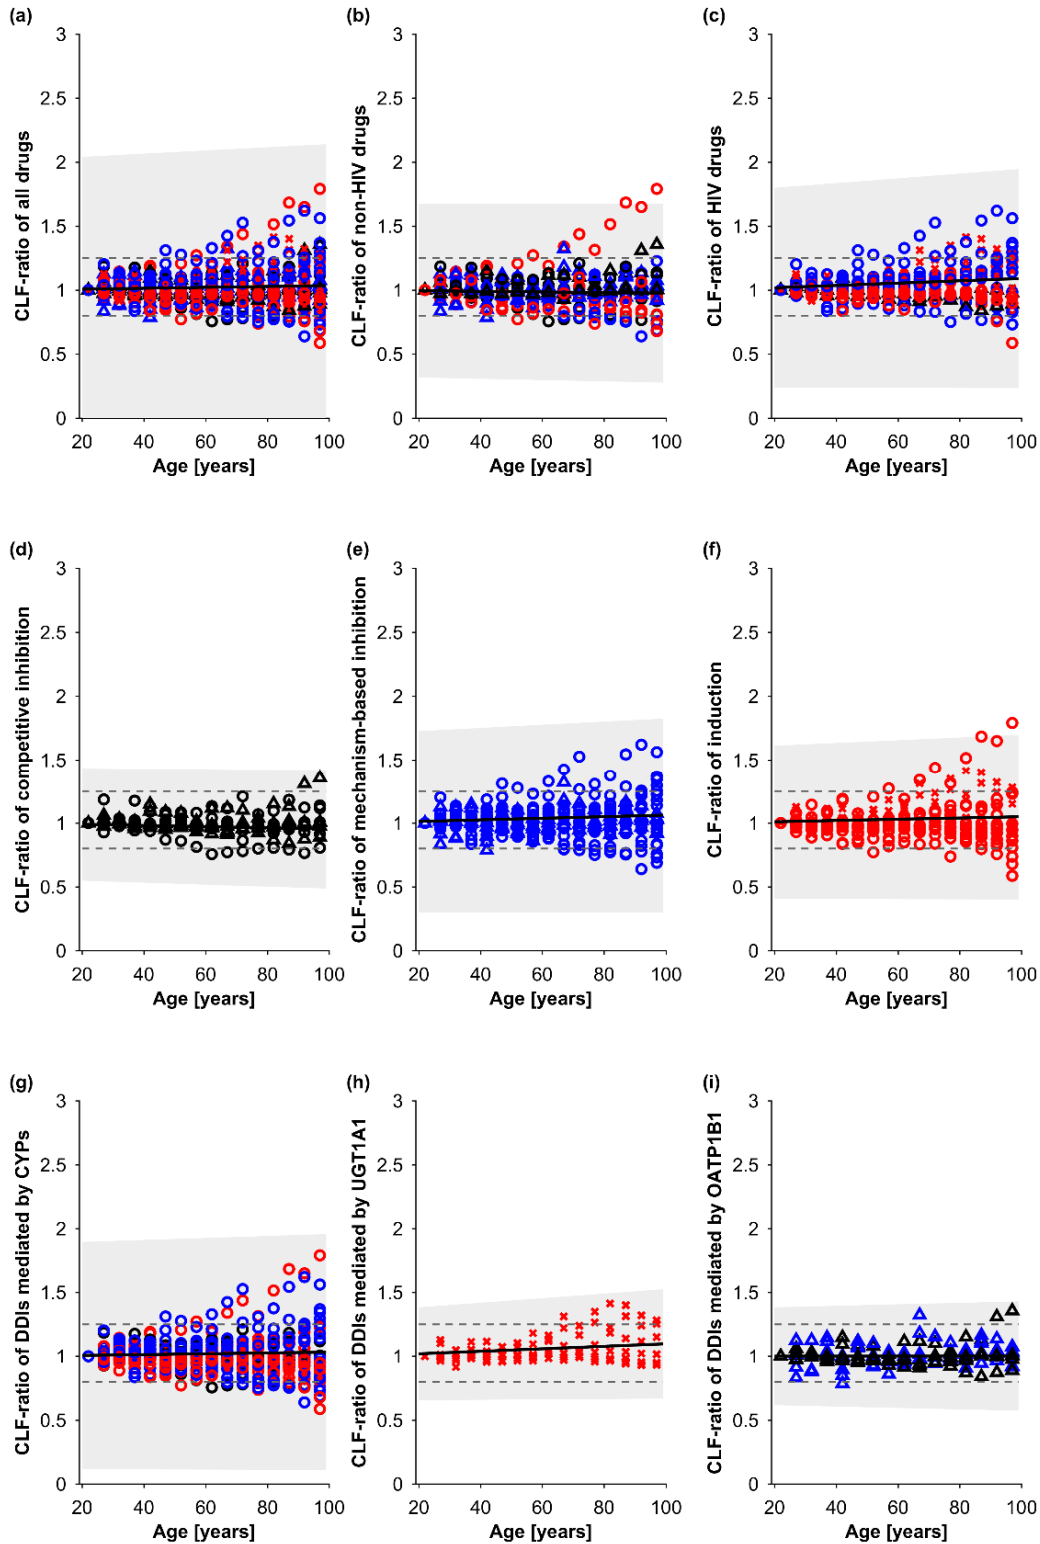 (a)
(b)
(c)
CLF-ratio of all drugs
3
2.5
2
1.5
1
0.5
0
20 40 60 80 100
Age [years]
CLF-ratio of non-HIV drugs
3
2.5
2
1.5
1
0.5
0
20 40 60 80 100
Age [years]
CLF-ratio of HIV drugs
3
2.5
2
1.5
1
0.5
0
20 40 60 80 100
Age [years]
(d)
(e)
(f)
CLF-ratio of competitive inhibition
3
2.5
2
1.5
1
0.5
0
20 40 60 80 100
Age [years]
CLF-ratio of mechanism-based inhibition
3
2.5
2
1.5
1
0.5
0
20 40 60 80 100
Age [years]
CLF-ratio of induction
3
2.5
2
1.5
1
0.5
0
20 40 60 80 100
Age [years]
(g)
(h)
(i)
CLF-ratio of DDIs mediated by CYPs
3
2.5
2
1.5
1
0.5
0
20 40 60 80 100
Age [years]
CLF-ratio of DDIs mediated by UGT1A1
3
2.5
2
1.5
1
0.5
0
20 40 60 80 100
Age [years]
CLF-ratio of DDIs mediated by OATP1B1
3
2.5
2
1.5
1
0.5
0
20 40 60 80 100
Age [years]